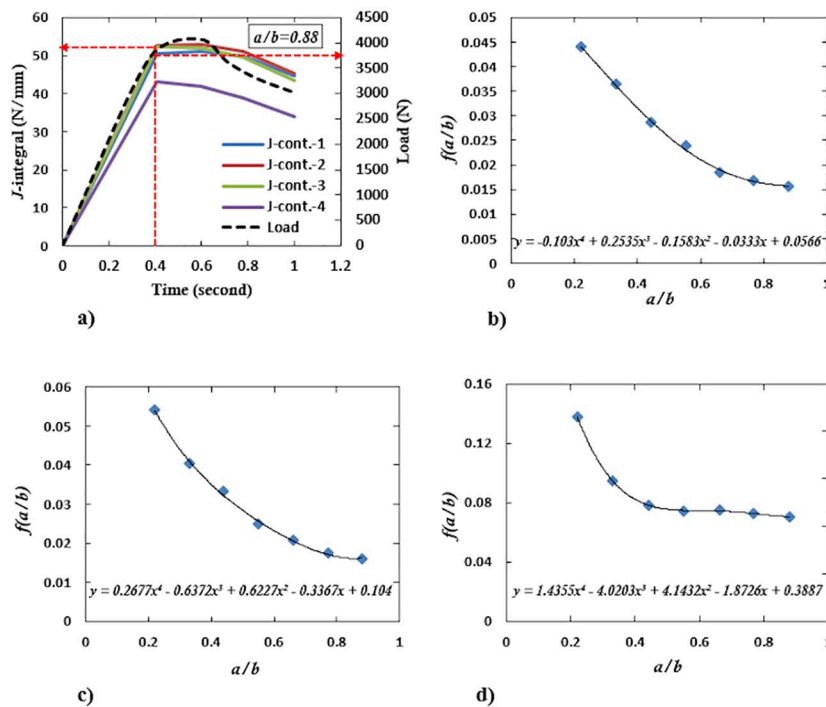 a/b=0.88
J-integral (N/mm)
60
50
40
30
20
10
0
4500
4000
3500
3000
2500
2000
1500
1000
500
0
Load (N)
J-cont.-1
J-cont.-2
J-cont.-3
J-cont.-4
Load
0 0.2 0.4 0.6 0.8 1 1.2
Time (second)
a)
f(a/b)
0.05
0.045
0.04
0.035
0.03
0.025
0.02
0.015
0.01
0.005
0
y = -0.103x⁴ + 0.2535x³ - 0.1583x² - 0.0333x + 0.0566
0 0.2 0.4 0.6 0.8 1
a/b
b)
f(a/b)
0.06
0.05
0.04
0.03
0.02
0.01
0
y = 0.2677x⁴ - 0.6372x³ + 0.6227x² - 0.3367x + 0.104
0 0.2 0.4 0.6 0.8 1
a/b
c)
f(a/b)
0.16
0.12
0.08
0.04
0
y = 1.4355x⁴ - 4.0203x³ + 4.1432x² - 1.8726x + 0.3887
0 0.2 0.4 0.6 0.8 1
a/b
d)